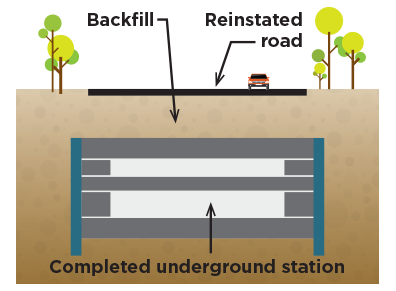 Backfill
Reinstated
road
Completed underground station